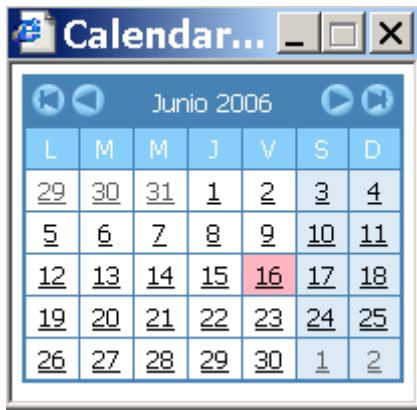 Calendar...
Junio 2006
L M M J V S D
29 30 31 1 2 3 4
5 6 7 8 9 10 11
12 13 14 15 16 17 18
19 20 21 22 23 24 25
26 27 28 29 30 1 2